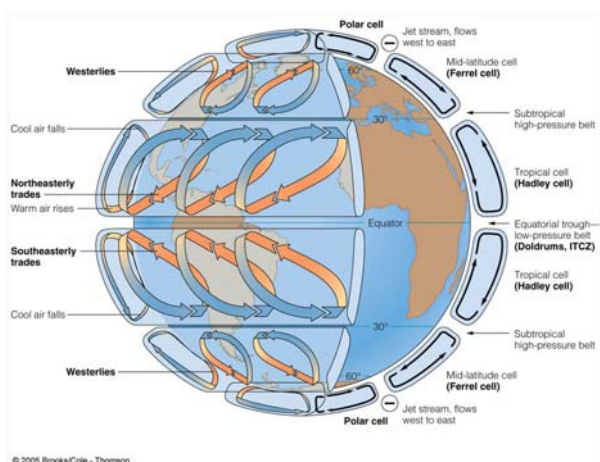 Polar cell
Jet stream, flows
west to east
Westerlies
60°
Mid-latitude cell
(Ferrel cell)
Cool air falls
30°
Subtropical
high-pressure belt
Tropical cell
(Hadley cell)
Northeasterly
trades
Warm air rises
Equator
Equatorial trough—
low-pressure belt
(Doldrums, ITCZ)
Southeasterly
trades
Tropical cell
(Hadley cell)
Cool air falls
30°
Subtropical
high-pressure belt
Westerlies
60°
Mid-latitude cell
(Ferrel cell)
Jet stream, flows
west to east
Polar cell
© 2005 Brooks/Cole - Thomson